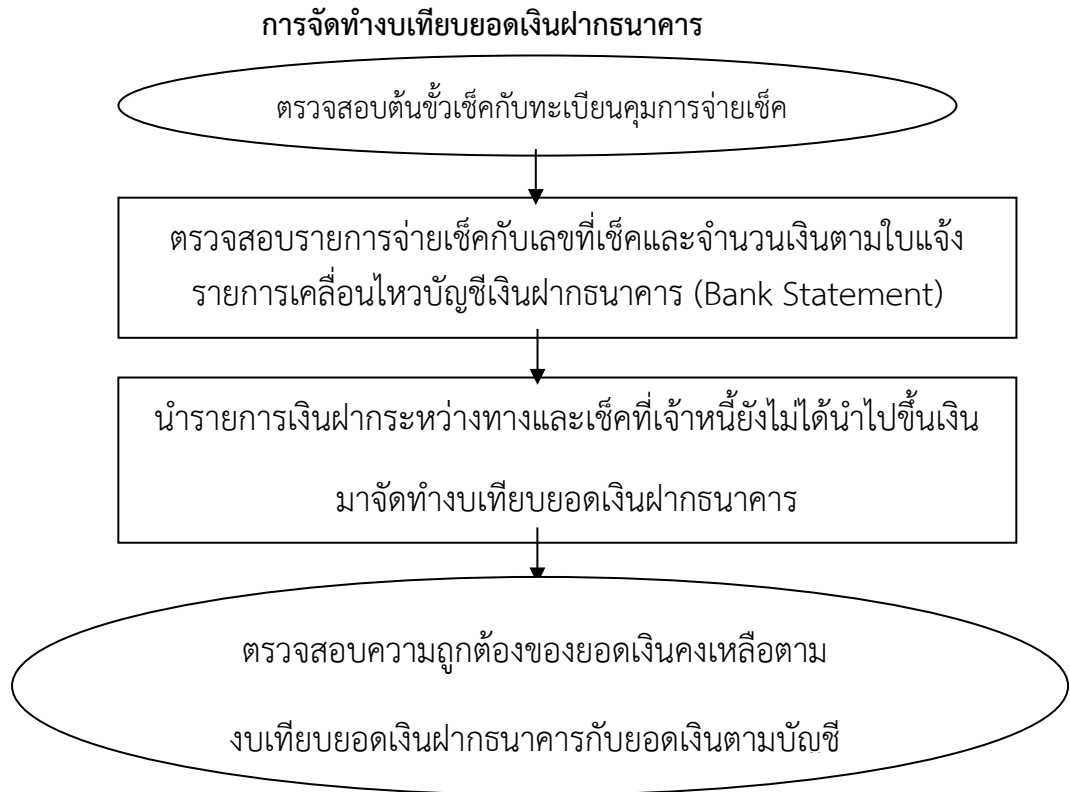 การจัดทำงบเทียบยอดเงินฝากธนาคาร
ตรวจสอบต้นขั้วเช็คกับทะเบียนคุมการจ่ายเช็ค
ตรวจสอบรายการจ่ายเช็คกับเลขที่เช็คและจำนวนเงินตามใบแจ้ง
รายการเคลื่อนไหวบัญชีเงินฝากธนาคาร (Bank Statement)
นำรายการเงินฝากระหว่างทางและเช็คที่เจ้าหนี้ยังไม่ได้นำไปขึ้นเงิน
มาจัดทำงบเทียบยอดเงินฝากธนาคาร
ตรวจสอบความถูกต้องของยอดเงินคงเหลือตาม
งบเทียบยอดเงินฝากธนาคารกับยอดเงินตามบัญชี